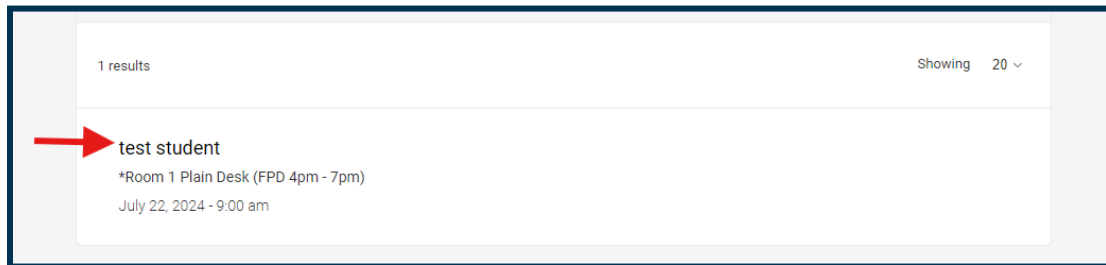 1 results
Showing 20
test student
*Room 1 Plain Desk (FPD 4pm - 7pm)
July 22, 2024 - 9:00 am